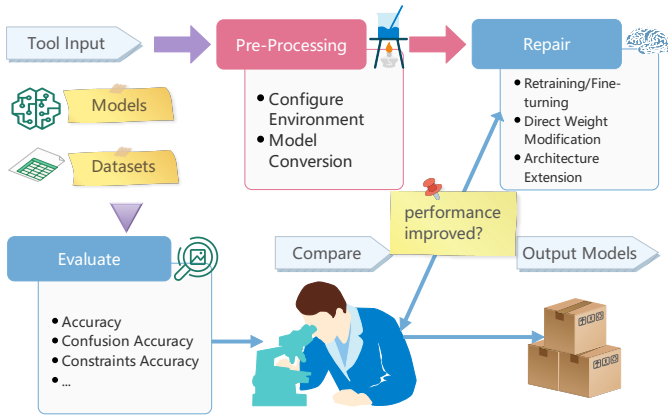 Tool Input
Pre-Processing
Repair
Models
Datasets
● Configure
Environment
● Model
Conversion
● Retraining/Fine-
turning
● Direct Weight
Modification
● Architecture
Extension
performance
improved?
Evaluate
Compare
Output Models
● Accuracy
● Confusion Accuracy
● Constraints Accuracy
● ...